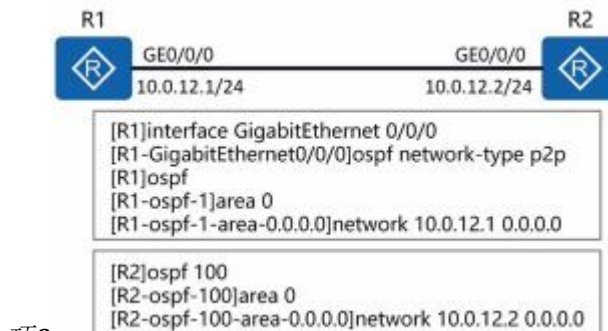 R1 R2
GE0/0/0 GE0/0/0
10.0.12.1/24 10.0.12.2/24
[R1]interface GigabitEthernet 0/0/0
[R1-GigabitEthernet0/0/0]ospf network-type p2p
[R1]ospf
[R1-ospf-1]area 0
[R1-ospf-1-area-0.0.0.0]network 10.0.12.1 0.0.0.0
[R2]ospf 100
[R2-ospf-100]area 0
[R2-ospf-100-area-0.0.0.0]network 10.0.12.2 0.0.0.0